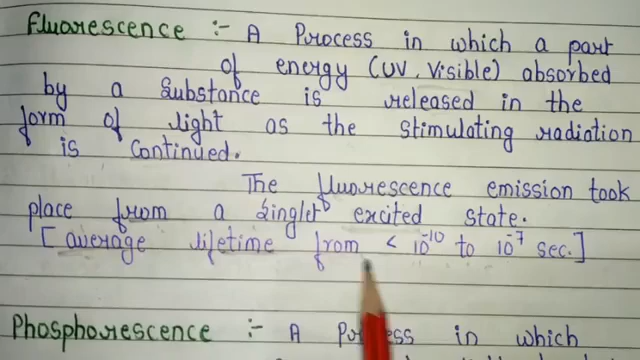 Fluorescence :- A Process in which a part
of energy (UV, Visible) absorbed
by a Substance is released in the
form of light as the stimulating radiation
is continued.
The fluorescence emission took
place from a singlet excited state.
[average lifetime from < 10⁻¹⁰ to 10⁻⁷ sec.]
Phosphorescence :- A Process in which